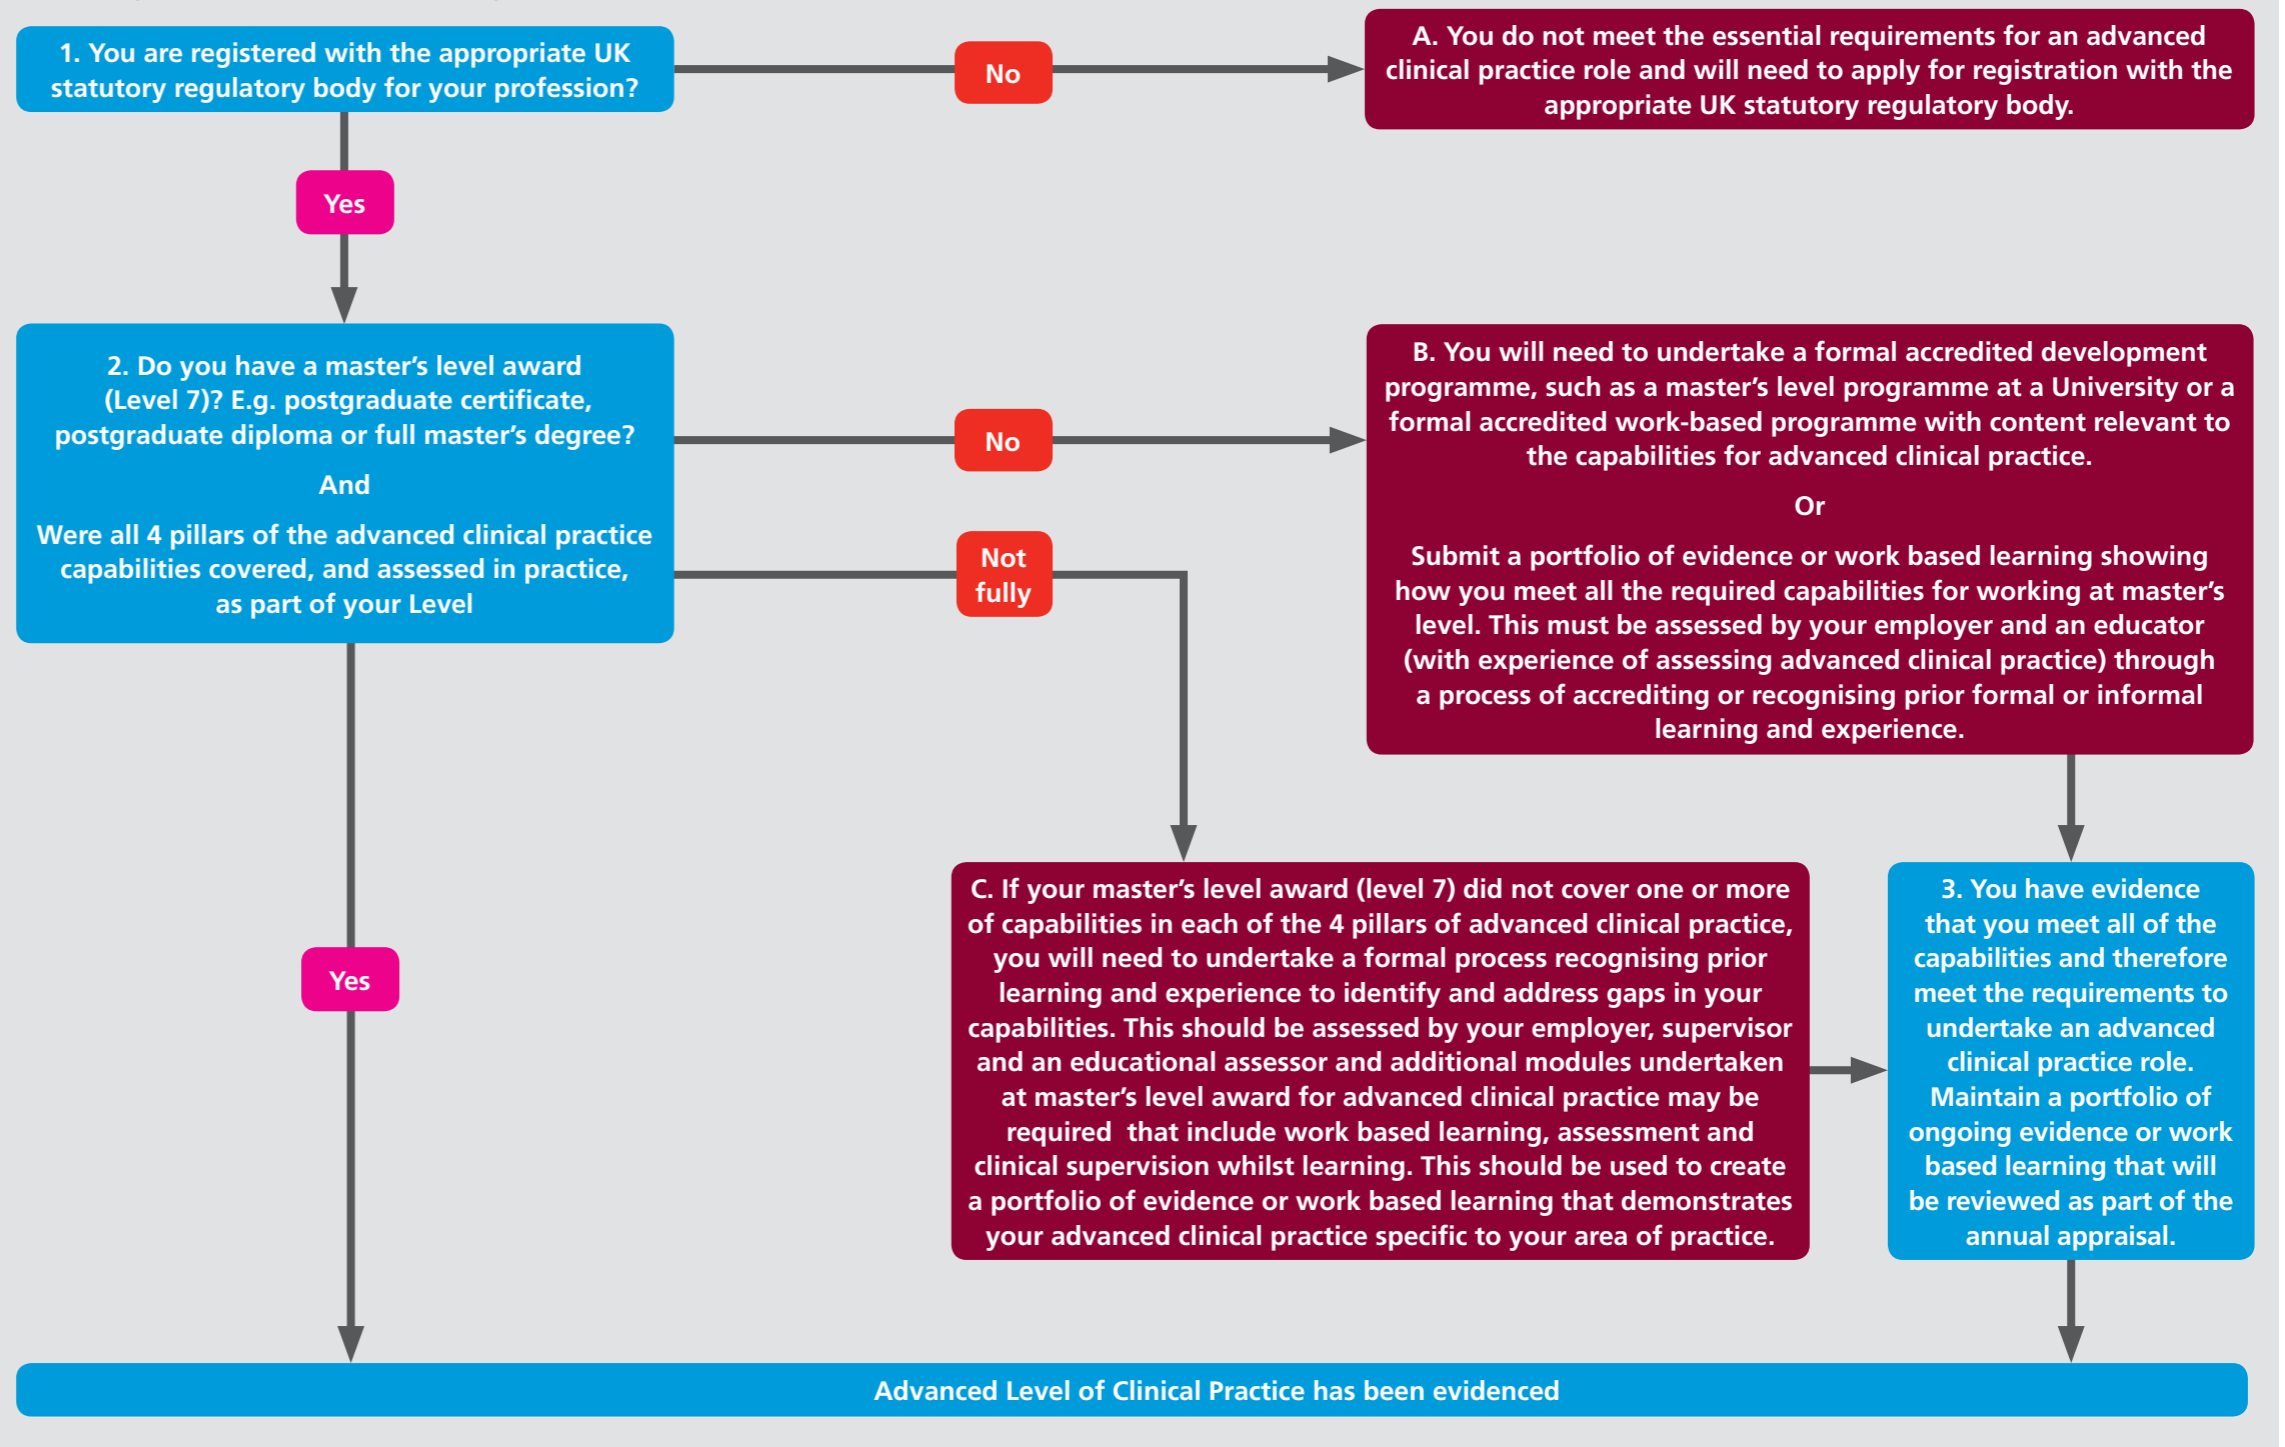 1. You are registered with the appropriate UK
statutory regulatory body for your profession?
No
A. You do not meet the essential requirements for an advanced
clinical practice role and will need to apply for registration with the
appropriate UK statutory regulatory body.
Yes
2. Do you have a master’s level award
(Level 7)? E.g. postgraduate certificate,
postgraduate diploma or full master’s degree?
And
Were all 4 pillars of the advanced clinical practice
capabilities covered, and assessed in practice,
as part of your Level
No
Not
fully
B. You will need to undertake a formal accredited development
programme, such as a master’s level programme at a University or a
formal accredited work-based programme with content relevant to
the capabilities for advanced clinical practice.
Or
Submit a portfolio of evidence or work based learning showing
how you meet all the required capabilities for working at master’s
level. This must be assessed by your employer and an educator
(with experience of assessing advanced clinical practice) through
a process of accrediting or recognising prior formal or informal
learning and experience.
Yes
C. If your master’s level award (level 7) did not cover one or more
of capabilities in each of the 4 pillars of advanced clinical practice,
you will need to undertake a formal process recognising prior
learning and experience to identify and address gaps in your
capabilities. This should be assessed by your employer, supervisor
and an educational assessor and additional modules undertaken
at master’s level award for advanced clinical practice may be
required that include work based learning, assessment and
clinical supervision whilst learning. This should be used to create
a portfolio of evidence or work based learning that demonstrates
your advanced clinical practice specific to your area of practice.
3. You have evidence
that you meet all of the
capabilities and therefore
meet the requirements to
undertake an advanced
clinical practice role.
Maintain a portfolio of
ongoing evidence or work
based learning that will
be reviewed as part of the
annual appraisal.
Advanced Level of Clinical Practice has been evidenced